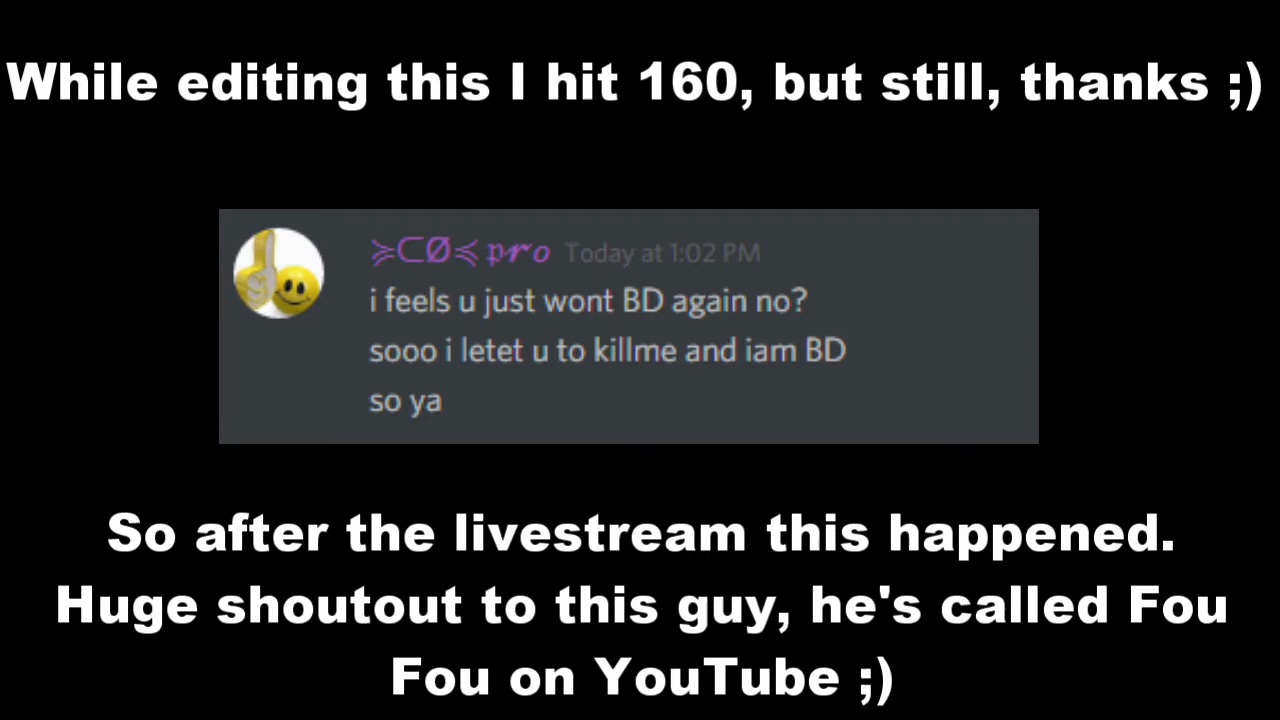 While editing this I hit 160, but still, thanks ;)
≽⊂Ø≼ 𝔭𝓻𝓸 Today at 1:02 PM
i feels u just wont BD again no?
sooo i letet u to killme and iam BD
so ya
So after the livestream this happened.
Huge shoutout to this guy, he's called Fou
Fou on YouTube ;)